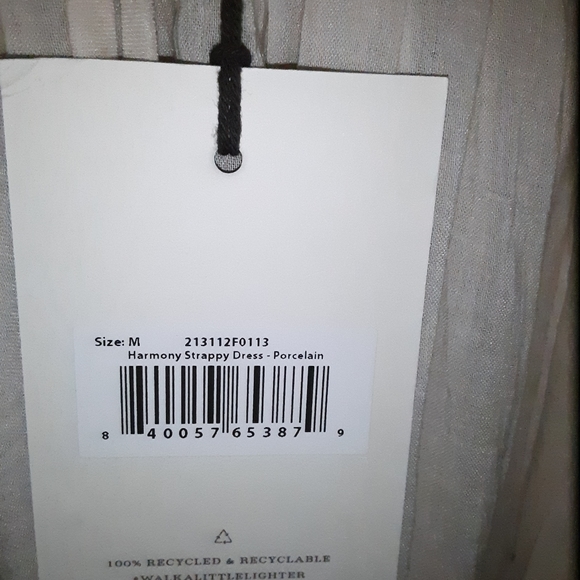 Size: M 213112F0113
Harmony Strappy Dress - Porcelain
8 40057 65387 9
100% RECYCLED & RECYCLABLE
#WALKALITTLELIGHTER